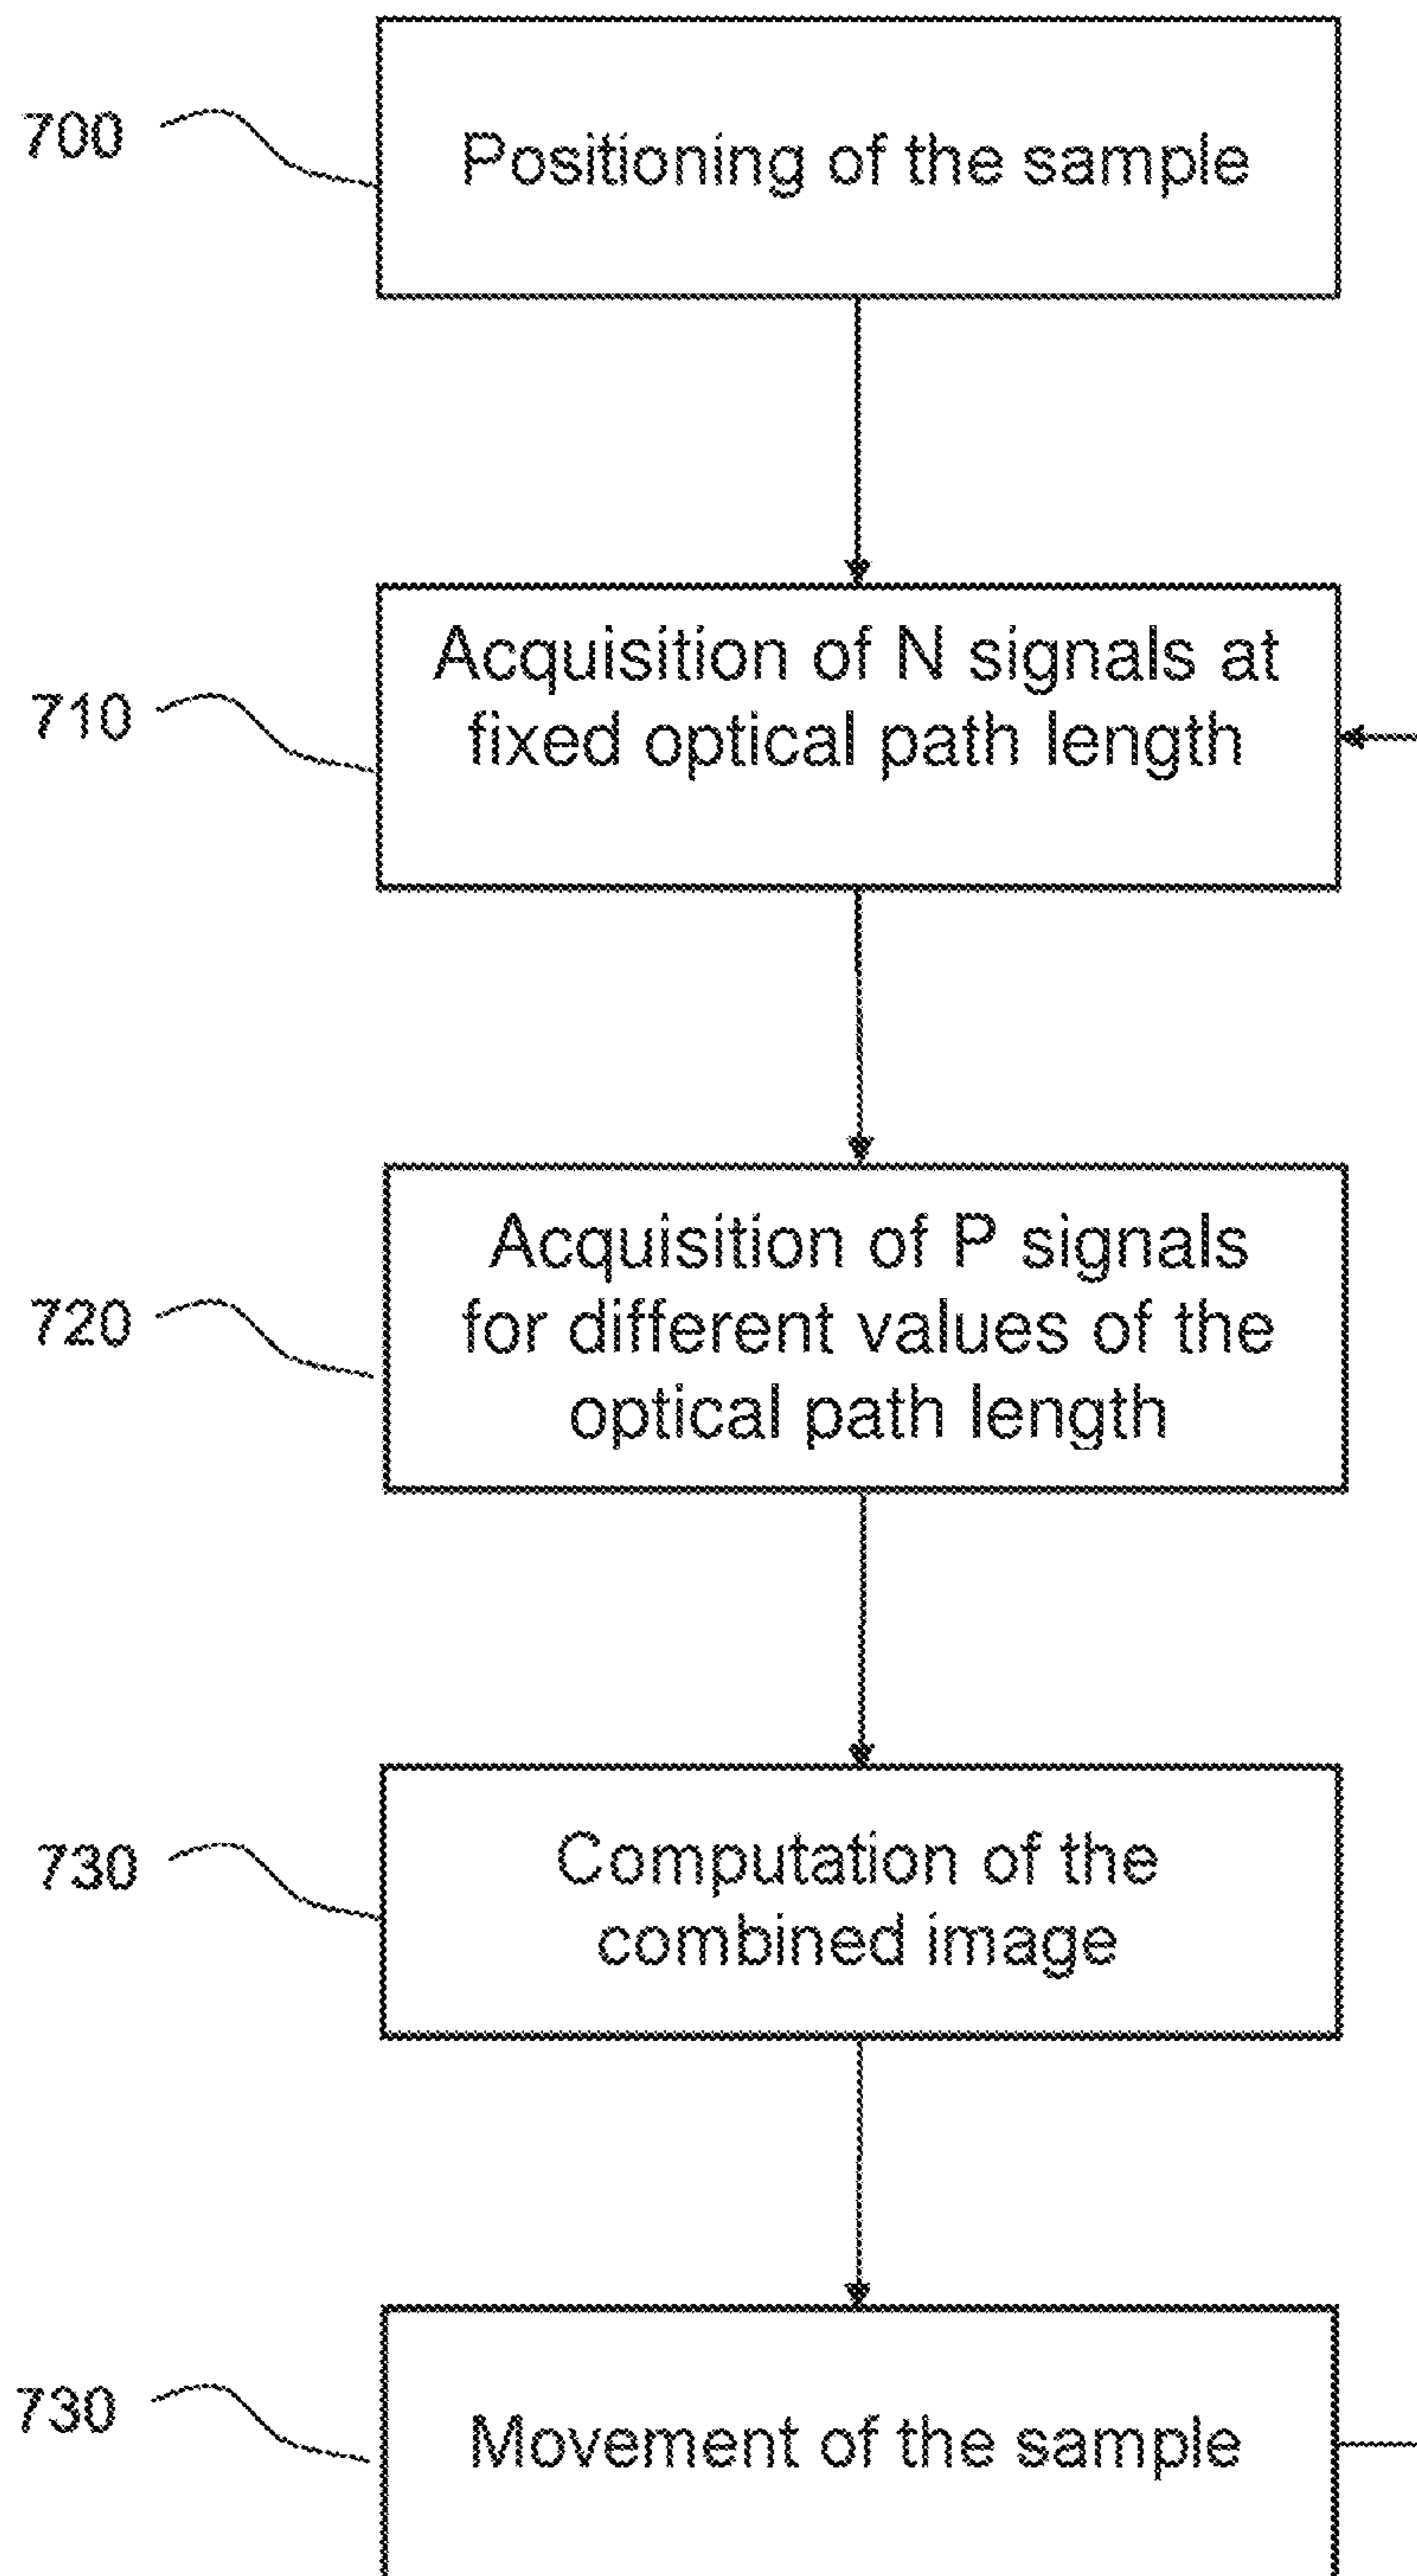 700
Positioning of the sample
710
Acquisition of N signals at
fixed optical path length
720
Acquisition of P signals
for different values of the
optical path length
730
Computation of the
combined image
730
Movement of the sample